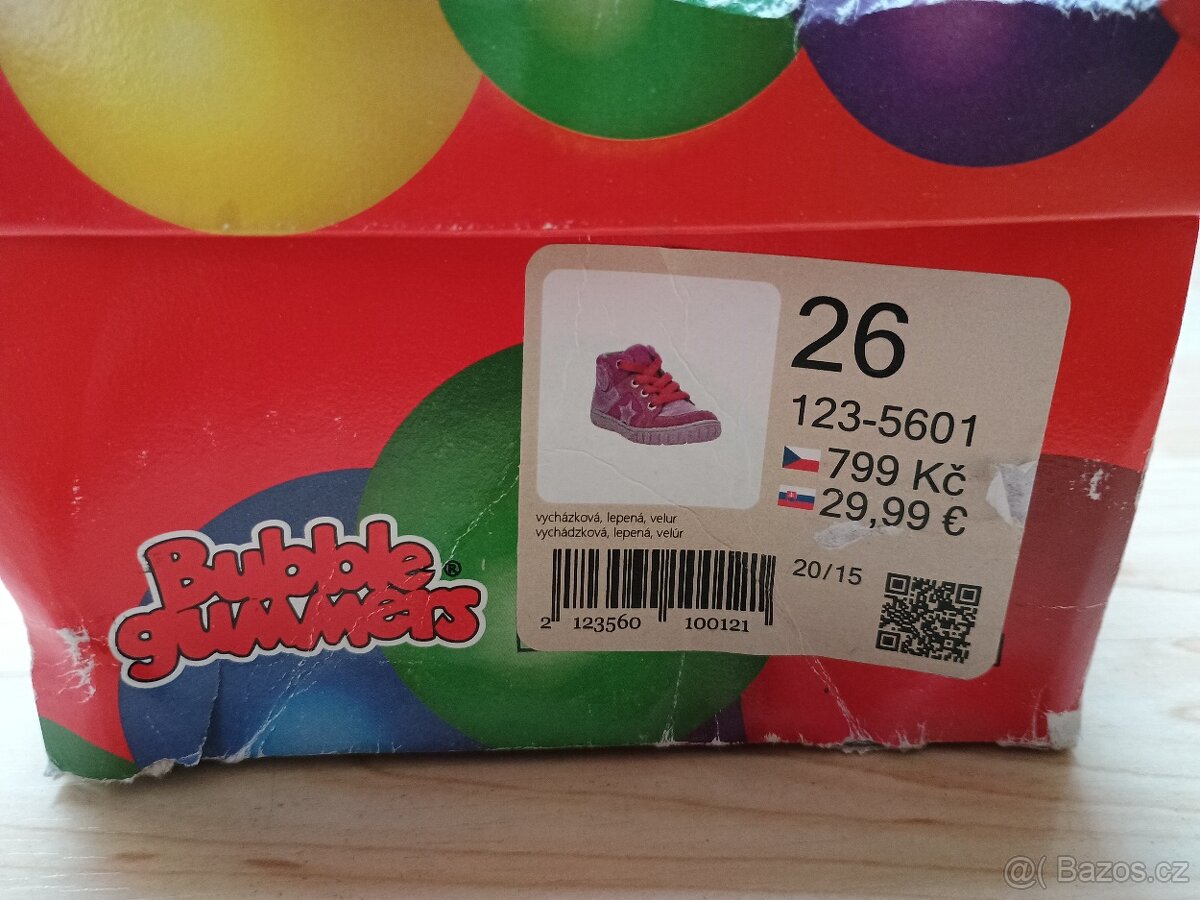 26
123-5601
799 Kč
29,99 €
vycházková, lepená, velur
vychádzková, lepená, velúr
20/15
2 123560 100121
Bubble®
gummers
@( Bazos.cz